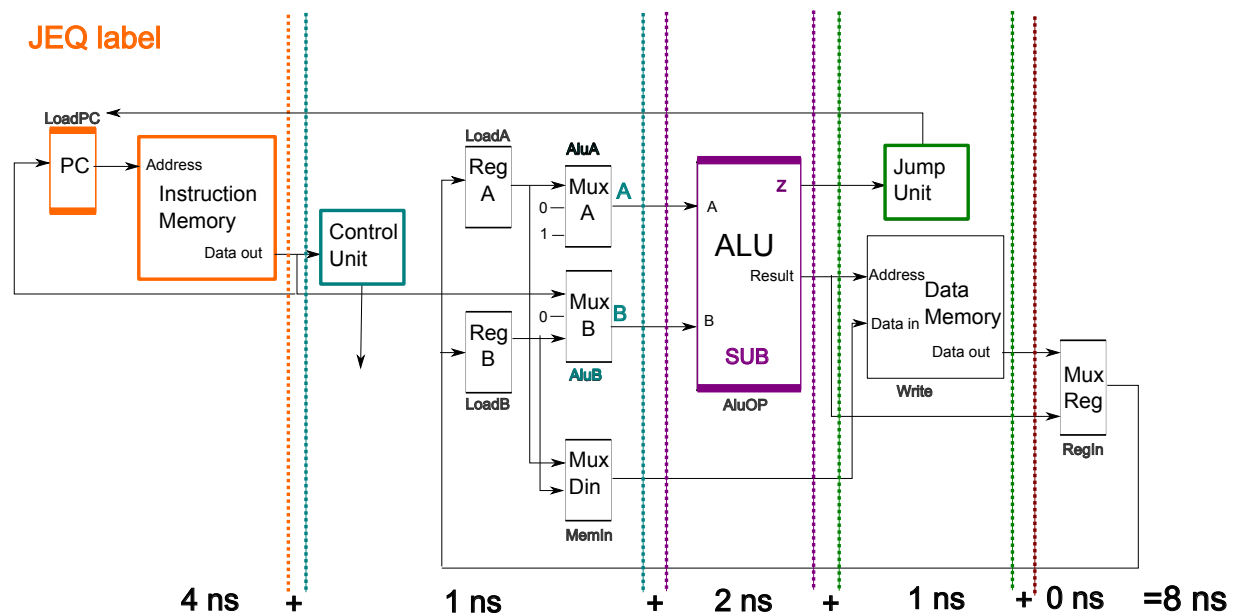 JEQ label
LoadPC
PC
Address
Instruction
Memory
Data out
Control
Unit
LoadA
Reg
A
AluA
Mux
A
0
1
A
Mux
B
0
B
AluB
Reg
B
LoadB
Mux
Din
MemIn
A
B
Z
ALU
Result
SUB
AluOP
Jump
Unit
Address
Data
Memory
Data in
Data out
Write
Mux
Reg
RegIn
4 ns + 1 ns + 2 ns + 1 ns + 0 ns =8 ns